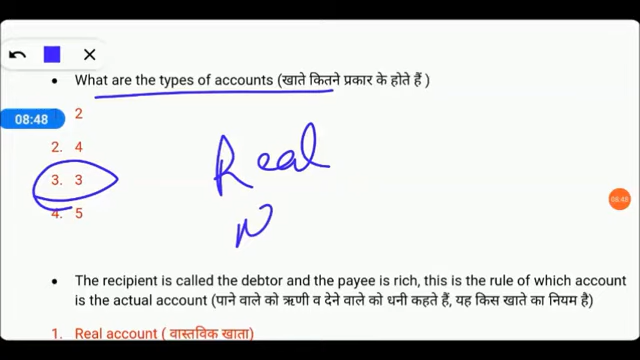 • What are the types of accounts (खाते कितने प्रकार के होते हैं )
08:48 2
2. 4
3. 3
4. 5
Real
N
08:48
• The recipient is called the debtor and the payee is rich, this is the rule of which account
is the actual account (पाने वाले को ऋणी व देने वाले को धनी कहते हैं, यह किस खाते का नियम है)
1. Real account ( वास्तविक खाता)